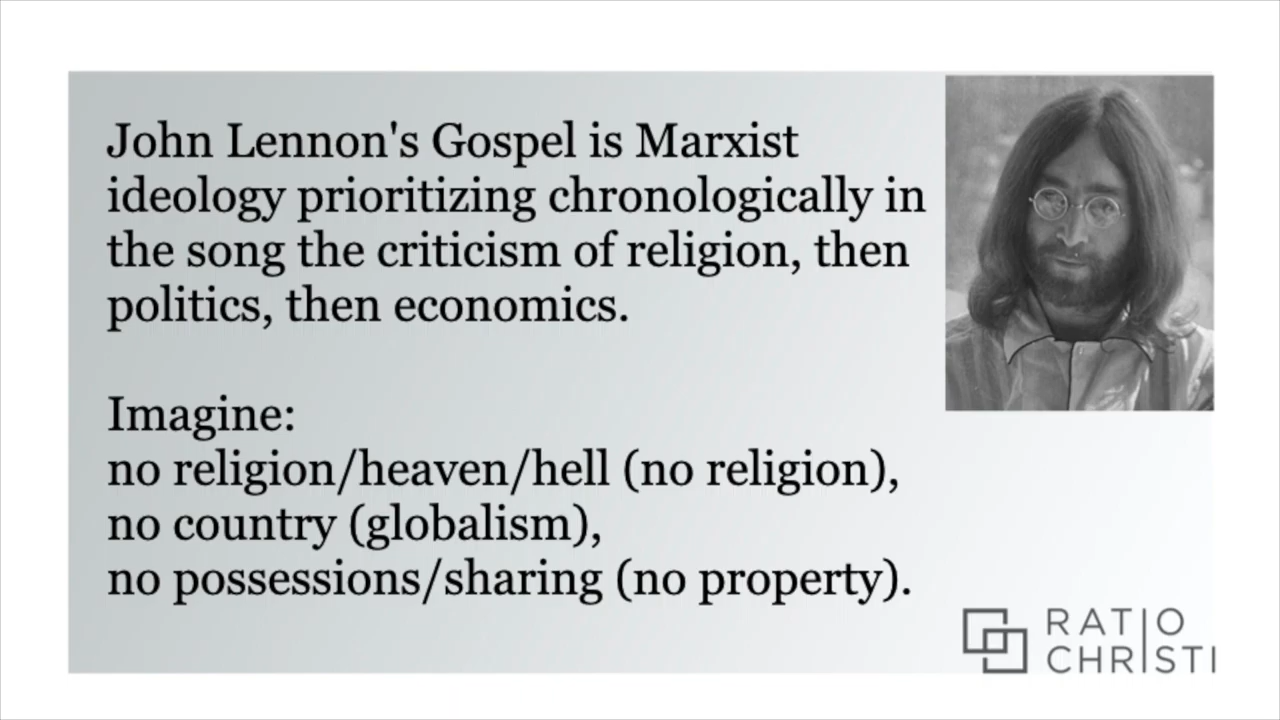 John Lennon's Gospel is Marxist
ideology prioritizing chronologically in
the song the criticism of religion, then
politics, then economics.
Imagine:
no religion/heaven/hell (no religion),
no country (globalism),
no possessions/sharing (no property).
RATIO
CHRISTI